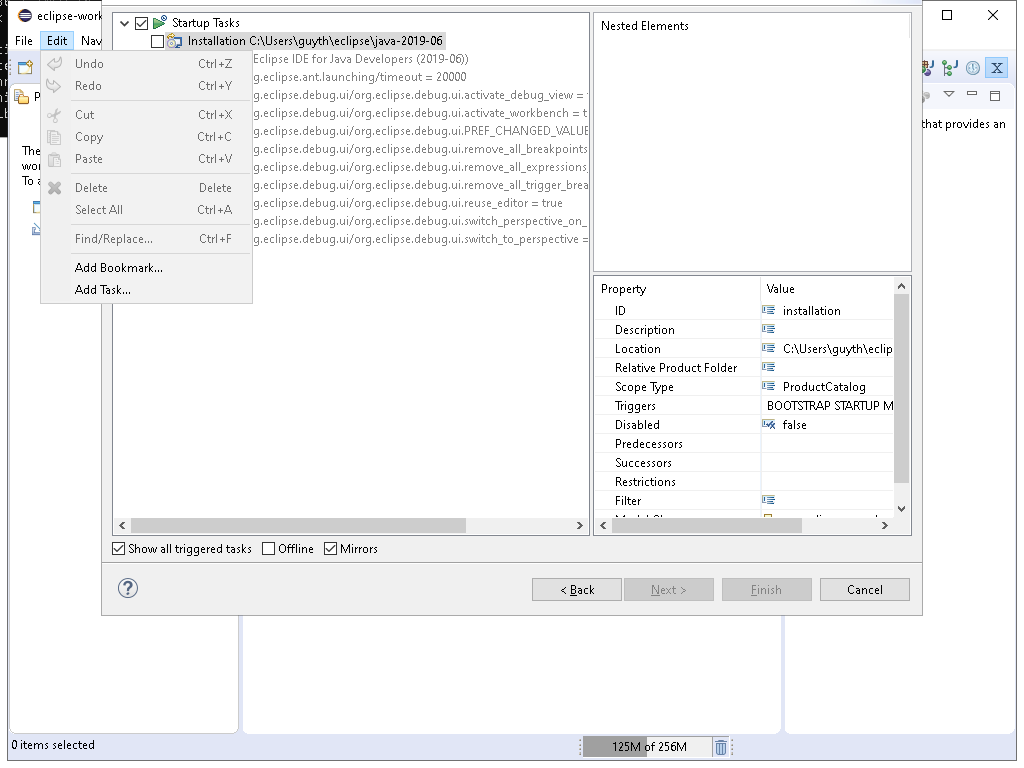 eclipse-work
File Edit Nav
Startup Tasks
Installation C:\Users\guyth\eclipse\java-2019-06
Eclipse IDE for Java Developers (2019-06))
g.eclipse.ant.launching/timeout = 20000
g.eclipse.debug.ui/org.eclipse.debug.ui.activate_debug_view =
g.eclipse.debug.ui/org.eclipse.debug.ui.activate_workbench = t
g.eclipse.debug.ui/org.eclipse.debug.ui.PREF_CHANGED_VALUE
g.eclipse.debug.ui/org.eclipse.debug.ui.remove_all_breakpoints
g.eclipse.debug.ui/org.eclipse.debug.ui.remove_all_expressions
g.eclipse.debug.ui/org.eclipse.debug.ui.remove_all_trigger_brea
g.eclipse.debug.ui/org.eclipse.debug.ui.reuse_editor = true
g.eclipse.debug.ui/org.eclipse.debug.ui.switch_perspective_on_
g.eclipse.debug.ui/org.eclipse.debug.ui.switch_to_perspective =
Undo Ctrl+Z
Redo Ctrl+Y
Cut Ctrl+X
Copy Ctrl+C
Paste Ctrl+V
Delete Delete
Select All Ctrl+A
Find/Replace... Ctrl+F
Add Bookmark...
Add Task...
P
The
wor
To a
Nested Elements
that provides an
Property Value
ID installation
Description
Location C:\Users\guyth\eclip
Relative Product Folder
Scope Type ProductCatalog
Triggers BOOTSTRAP STARTUP M
Disabled false
Predecessors
Successors
Restrictions
Filter
Show all triggered tasks Offline Mirrors
< Back Next > Finish Cancel
0 items selected
125M of 256M